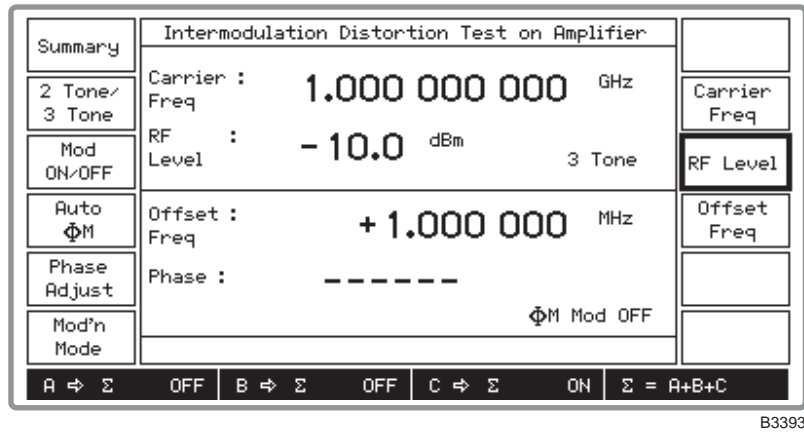 Summary
2 Tone/
3 Tone
Mod
ON/OFF
Auto
ΦM
Phase
Adjust
Mod'n
Mode
Intermodulation Distortion Test on Amplifier
Carrier :
Freq
1.000 000 000 GHz
RF :
Level
-10.0 dBm
3 Tone
Offset :
Freq
+1.000 000 MHz
Phase : ------
ΦM Mod OFF
Carrier
Freq
RF Level
Offset
Freq
A ⇨ Σ OFF B ⇨ Σ OFF C ⇨ Σ ON Σ = A+B+C
B3393